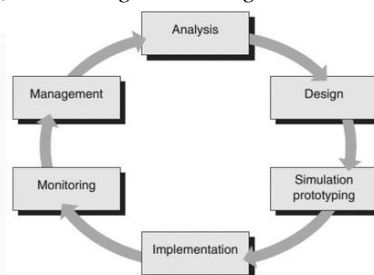 Analysis
Management
Design
Monitoring
Simulation
prototyping
Implementation